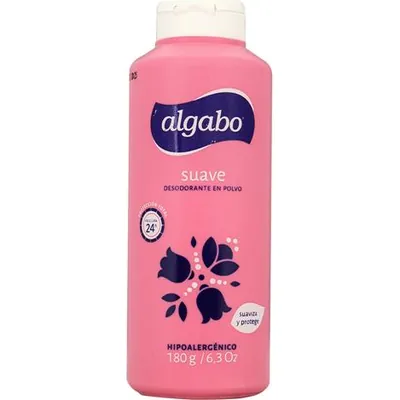 algabo
suave
DESODORANTE EN POLVO
24
suaviza
y protege
HIPOALERGÉNICO
180 g / 6,3 Oz